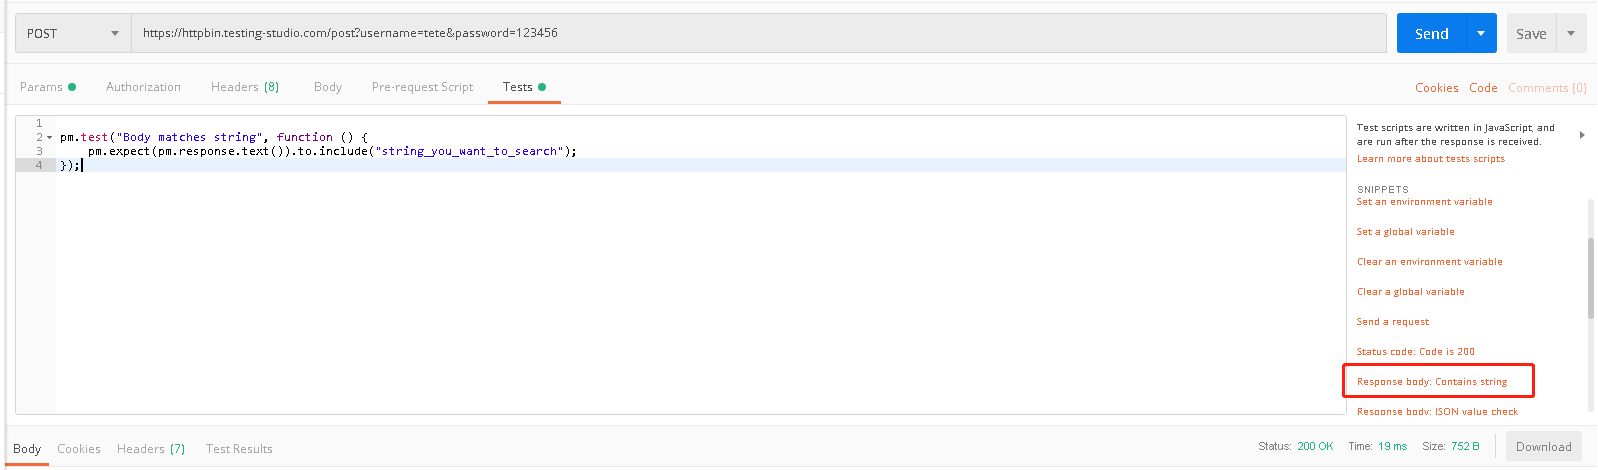 POST https://httpbin.testing-studio.com/post?username=tete&password=123456 Send Save
Params Authorization Headers (8) Body Pre-request Script Tests Cookies Code Comments (0)
1
2 pm.test("Body matches string", function () {
3 pm.expect(pm.response.text()).to.include("string_you_want_to_search");
4 });
Test scripts are written in JavaScript, and
are run after the response is received.
Learn more about tests scripts
SNIPPETS
Set an environment variable
Set a global variable
Clear an environment variable
Clear a global variable
Send a request
Status code: Code is 200
Response body: Contains string
Response body: JSON value check
Body Cookies Headers (7) Test Results Status: 200 OK Time: 19 ms Size: 752 B Download